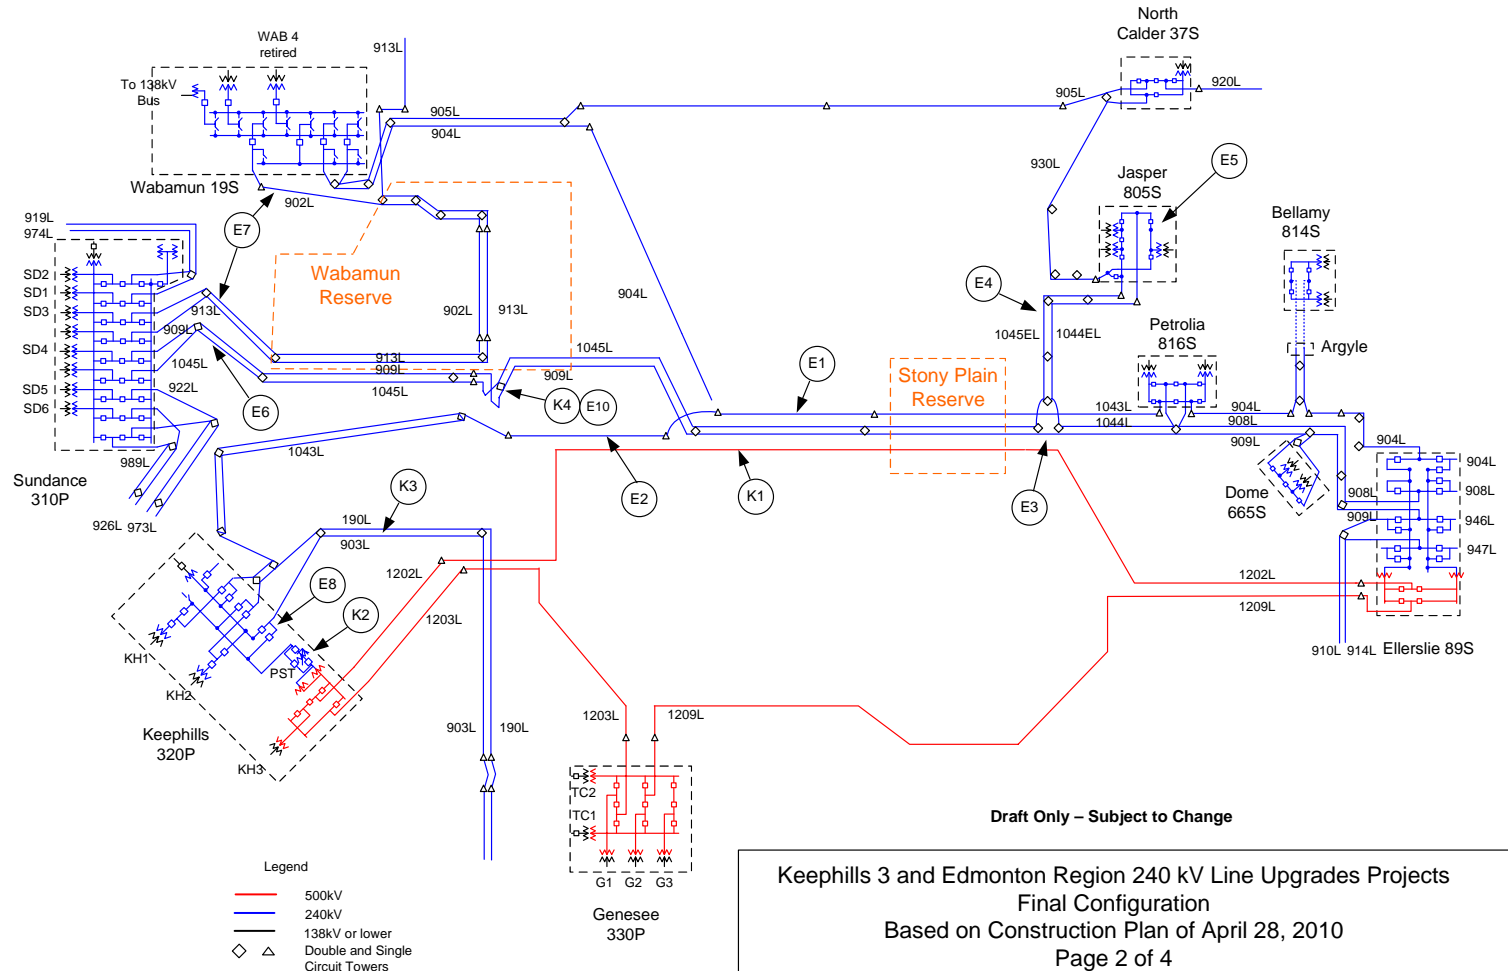 North
Calder 37S
WAB 4
retired
913L
To 138kV
Bus
905L
904L
905L
920L
Wabamun 19S
902L
930L
Jasper
805S
E5
Bellamy
814S
919L
974L
E7
Wabamun
Reserve
SD2
SD1
SD3
SD4
SD5
SD6
913L
909L
1045L
922L
902L
913L
904L
E4
1045EL
1044EL
Petrolia
816S
Argyle
913L
909L
1045L
1045L
909L
E1
Stony Plain
Reserve
E6
K4
E10
1043L
1044L
904L
908L
909L
904L
989L
1043L
Sundance
310P
926L
973L
K3
E2
K1
E3
Dome
665S
908L
909L
904L
908L
946L
947L
190L
903L
1202L
1203L
1202L
1209L
E8
K2
KH1
KH2
PST
KH3
Keephills
320P
910L
914L
Ellerslie 89S
903L
190L
1203L
1209L
TC2
TC1
G1
G2
G3
Genesee
330P
Draft Only – Subject to Change
Legend
500kV
240kV
138kV or lower
Double and Single
Circuit Towers
Keephills 3 and Edmonton Region 240 kV Line Upgrades Projects
Final Configuration
Based on Construction Plan of April 28, 2010
Page 2 of 4